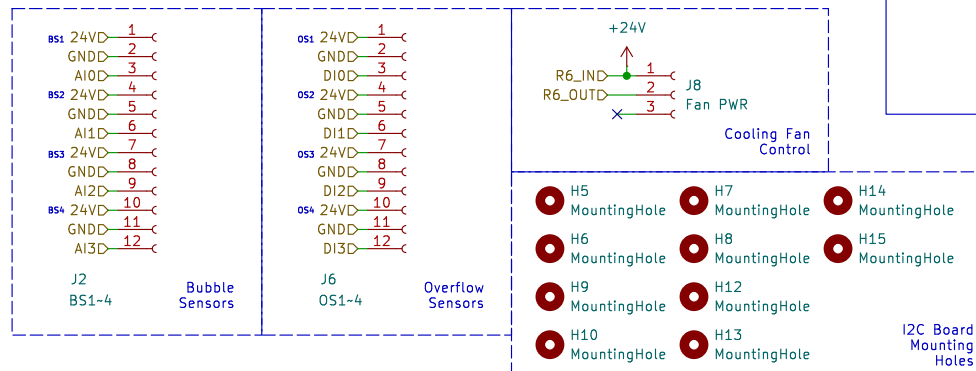 BS1 24V 1
GND 2
AI0 3
BS2 24V 4
GND 5
AI1 6
BS3 24V 7
GND 8
AI2 9
BS4 24V 10
GND 11
AI3 12
J2
BS1~4
Bubble
Sensors
OS1 24V 1
GND 2
DI0 3
OS2 24V 4
GND 5
DI1 6
OS3 24V 7
GND 8
DI2 9
OS4 24V 10
GND 11
DI3 12
J6
OS1~4
Overflow
Sensors
+24V
R6_IN 1
R6_OUT 2
3
J8
Fan PWR
Cooling Fan
Control
H5
MountingHole
H7
MountingHole
H14
MountingHole
H6
MountingHole
H8
MountingHole
H15
MountingHole
H9
MountingHole
H12
MountingHole
H10
MountingHole
H13
MountingHole
I2C Board
Mounting
Holes